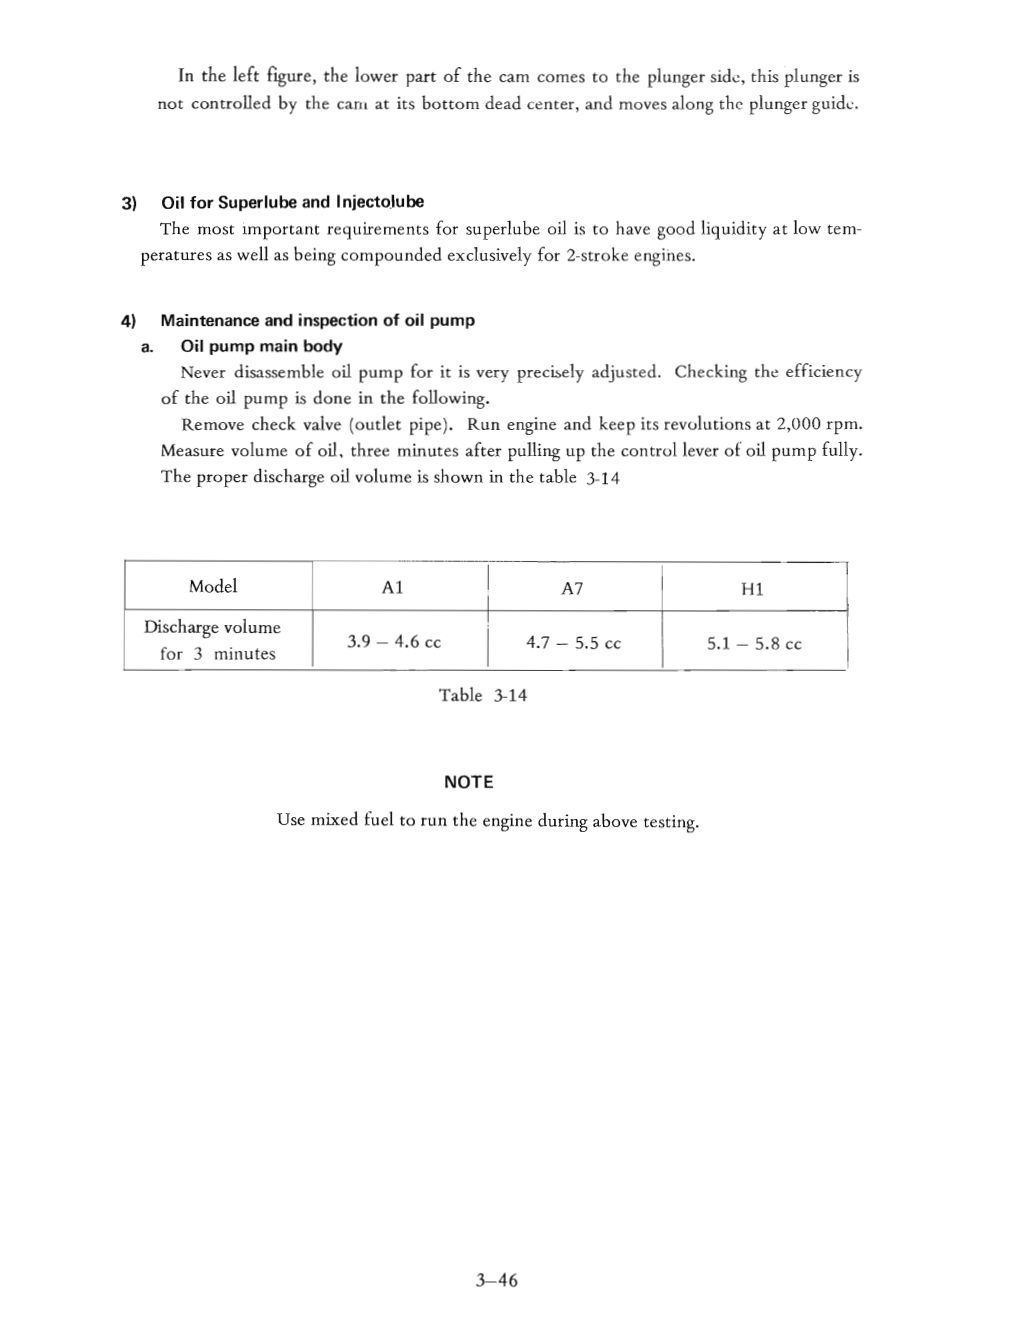 In the left figure, the lower part of the cam comes to the plunger side, this plunger is
not controlled by the cam at its bottom dead center, and moves along the plunger guide.
3) Oil for Superlube and Injectolube
The most important requirements for superlube oil is to have good liquidity at low tem-
peratures as well as being compounded exclusively for 2-stroke engines.
4) Maintenance and inspection of oil pump
a. Oil pump main body
Never disassemble oil pump for it is very precisely adjusted. Checking the efficiency
of the oil pump is done in the following.
Remove check valve (outlet pipe). Run engine and keep its revolutions at 2,000 rpm.
Measure volume of oil, three minutes after pulling up the control lever of oil pump fully.
The proper discharge oil volume is shown in the table 3-14
Model A1 A7 H1
Discharge volume
for 3 minutes 3.9 – 4.6 cc 4.7 – 5.5 cc 5.1 – 5.8 cc
Table 3-14
NOTE
Use mixed fuel to run the engine during above testing.
3–46